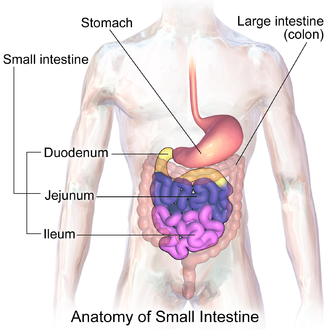 Stomach
Large intestine
(colon)
Small intestine
Duodenum
Jejunum
Ileum
Anatomy of Small Intestine